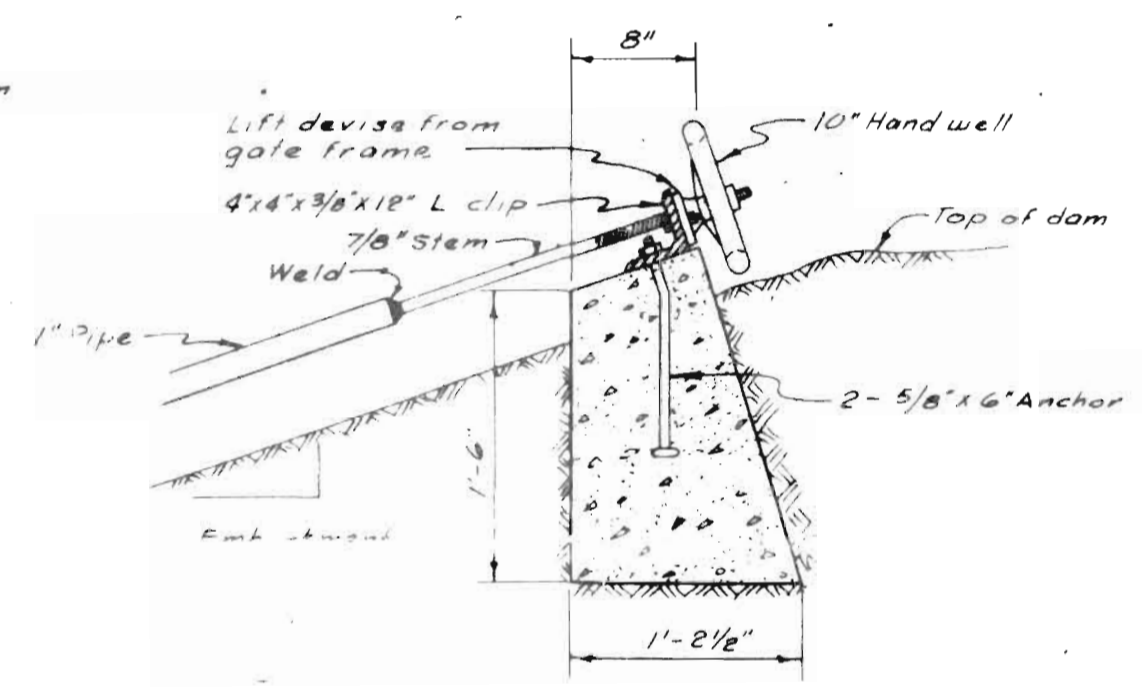 8"
Lift devise from
gate frame
10" Hand well
4"x4"x3/8"x12" L clip
Top of dam
7/8" Stem
Weld
1" Pipe
2- 5/8" x 6" Anchor
1'-6"
1'-2 1/2"